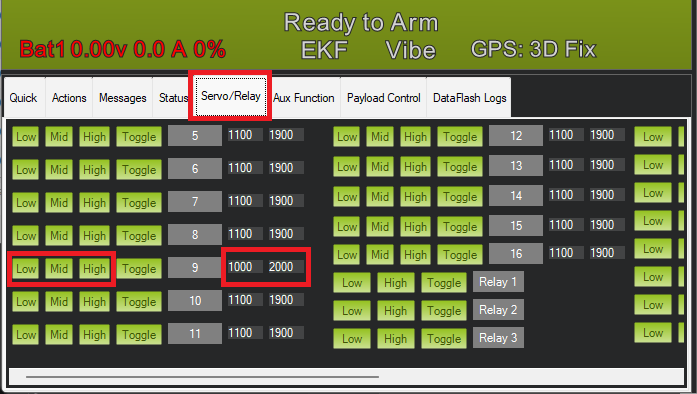 Ready to Arm
Bat1 0.00v 0.0 A 0% EKF Vibe GPS: 3D Fix
Quick Actions Messages Status Servo/Relay Aux Function Payload Control DataFlash Logs
Low Mid High Toggle 5 1100 1900 Low Mid High Toggle 12 1100 1900 Low
Low Mid High Toggle 6 1100 1900 Low Mid High Toggle 13 1100 1900 Low
Low Mid High Toggle 7 1100 1900 Low Mid High Toggle 14 1100 1900 Low
Low Mid High Toggle 8 1100 1900 Low Mid High Toggle 15 1100 1900 Low
Low Mid High Toggle 9 1000 2000 Low Mid High Toggle 16 1100 1900 Low
Low High Toggle Relay 1 Low
Low Mid High Toggle 10 1100 1900 Low High Toggle Relay 2 Low
Low Mid High Toggle 11 1100 1900 Low High Toggle Relay 3 Low